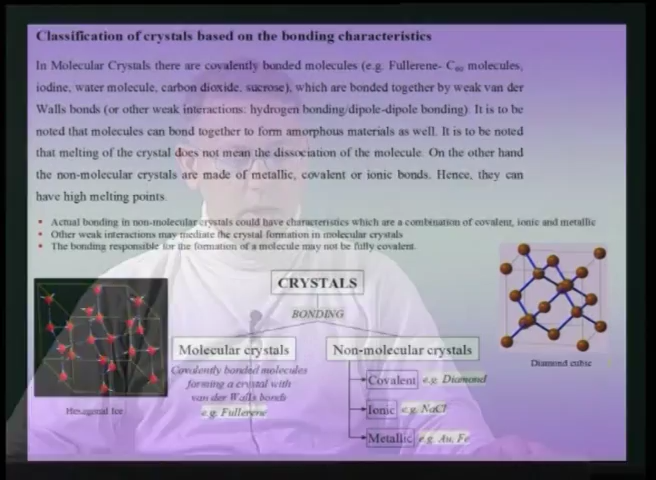 Classification of crystals based on the bonding characteristics
In Molecular Crystals there are covalently bonded molecules (e.g. Fullerene- C₆₀ molecules,
iodine, water molecule, carbon dioxide, sucrose), which are bonded together by weak van der
Walls bonds (or other weak interactions: hydrogen bonding/dipole-dipole bonding). It is to be
noted that molecules can bond together to form amorphous materials as well. It is to be noted
that melting of the crystal does not mean the dissociation of the molecule. On the other hand
the non-molecular crystals are made of metallic, covalent or ionic bonds. Hence, they can
have high melting points.
• Actual bonding in non-molecular crystals could have characteristics which are a combination of covalent, ionic and metallic
• Other weak interactions may mediate the crystal formation in molecular crystals
• The bonding responsible for the formation of a molecule may not be fully covalent.
CRYSTALS
BONDING
Molecular crystals
Non-molecular crystals
Covalently bonded molecules
forming a crystal with
van der Walls bonds
e.g. Fullerene
Covalent e.g. Diamond
Ionic e.g. NaCl
Metallic e.g. Au, Fe
Hexagonal Ice
Diamond cubic